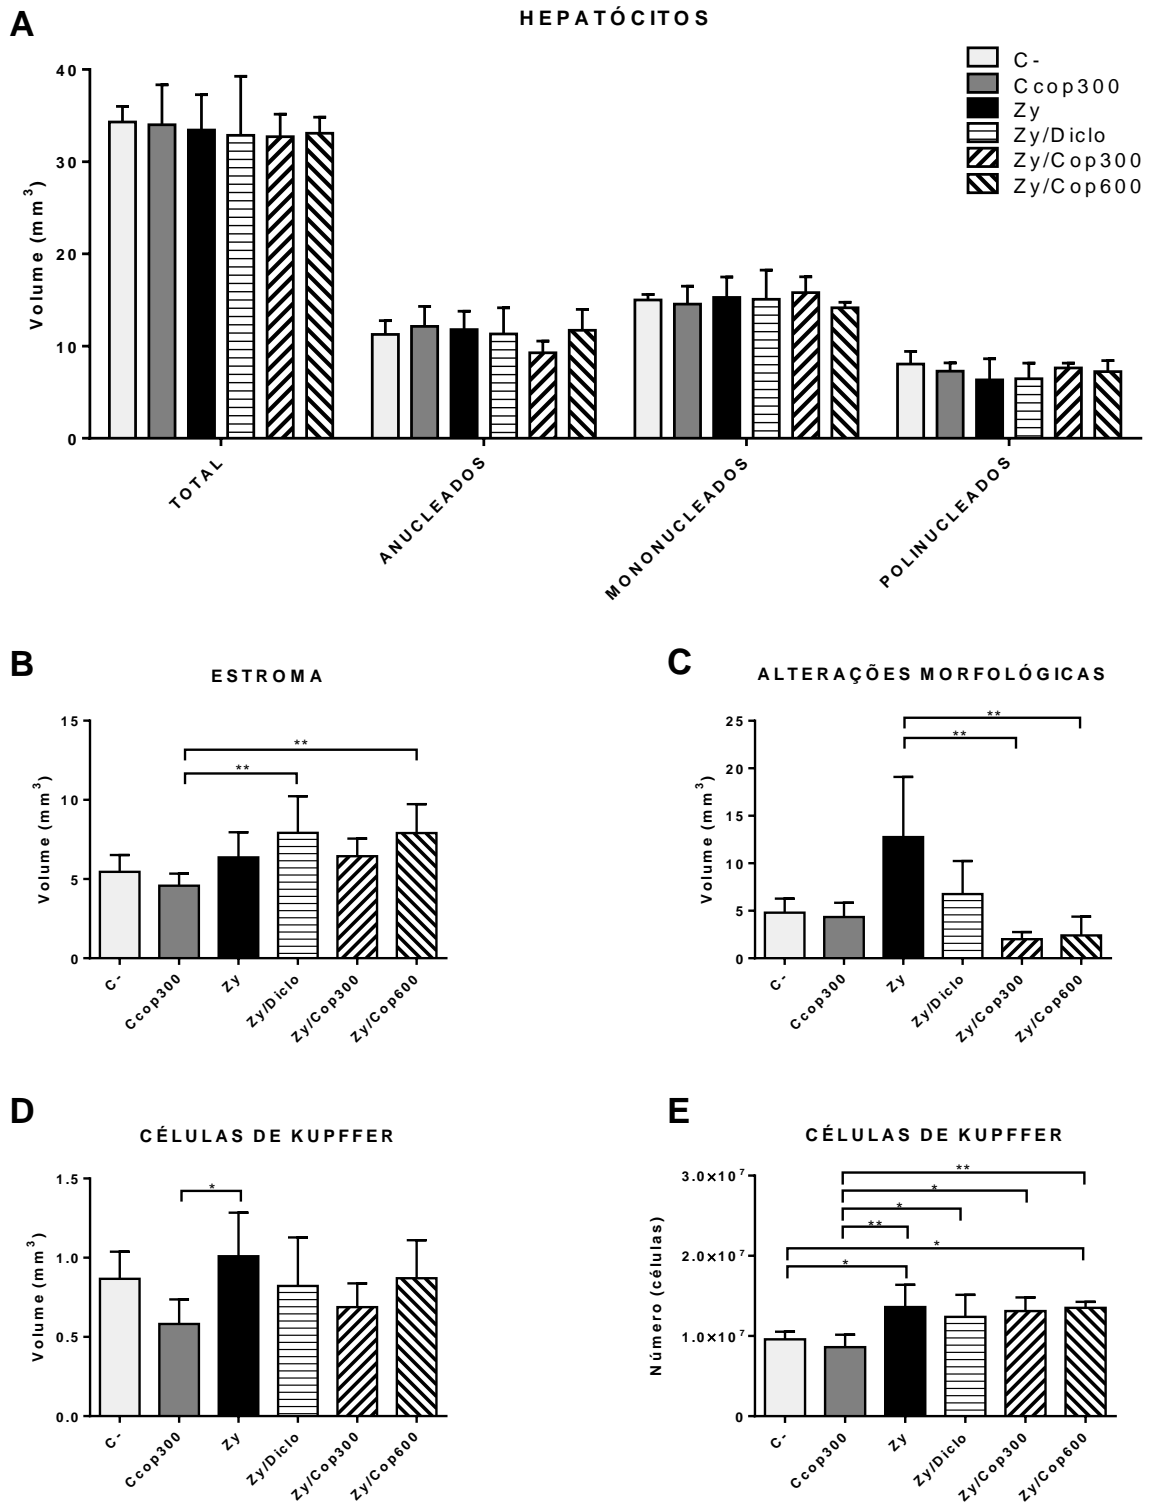 A
HEPATÓCITOS
C-
Ccop300
Zy
Zy/Diclo
Zy/Cop300
Zy/Cop600
Volume (mm³)
40
30
20
10
0
TOTAL
ANUCLEADOS
MONONUCLEADOS
POLINUCLEADOS
B
ESTROMA
Volume (mm³)
15
10
5
0
**
**
C-
Ccop300
Zy
Zy/Diclo
Zy/Cop300
Zy/Cop600
C
ALTERAÇÕES MORFOLÓGICAS
Volume (mm³)
25
20
15
10
5
0
**
**
C-
Ccop300
Zy
Zy/Diclo
Zy/Cop300
Zy/Cop600
D
CÉLULAS DE KUPFFER
Volume (mm³)
1.5
1.0
0.5
0.0
*
C-
Ccop300
Zy
Zy/Diclo
Zy/Cop300
Zy/Cop600
E
CÉLULAS DE KUPFFER
Número (células)
3.0×10⁷
2.0×10⁷
1.0×10⁷
0
**
*
*
**
*
*
C-
Ccop300
Zy
Zy/Diclo
Zy/Cop300
Zy/Cop600